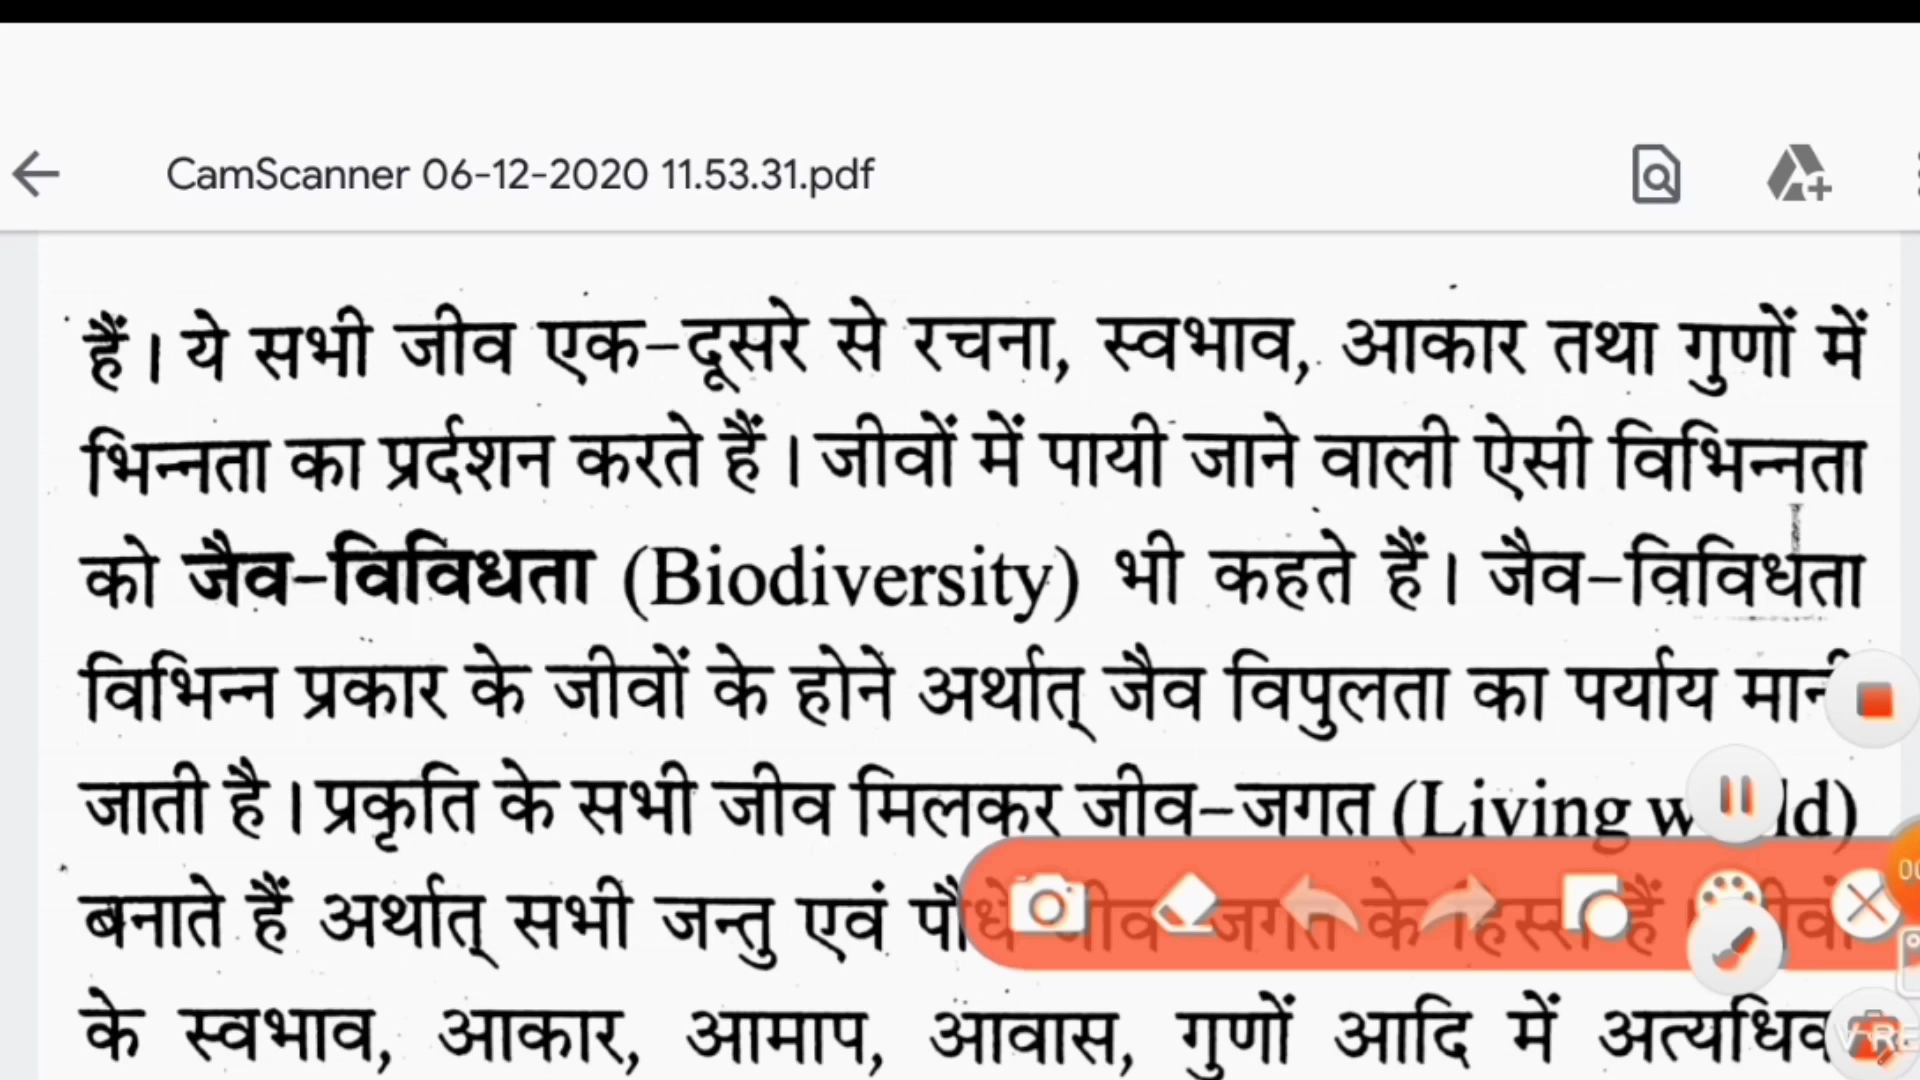 CamScanner 06-12-2020 11.53.31.pdf
हैं। ये सभी जीव एक-दूसरे से रचना, स्वभाव, आकार तथा गुणों में
भिन्नता का प्रर्दशन करते हैं। जीवों में पायी जाने वाली ऐसी विभिन्नता
को जैव-विविधता (Biodiversity) भी कहते हैं। जैव-विविधता
विभिन्न प्रकार के जीवों के होने अर्थात् जैव विपुलता का पर्याय
जाती है। प्रकृति के सभी जीव मिलकर जीव-जगत (Living
बनाते हैं अर्थात् सभी जन्तु एवं पौधे जीव जगत के हिस्से हैं।
के स्वभाव, आकार, आमाप, आवास, गुणों आदि में